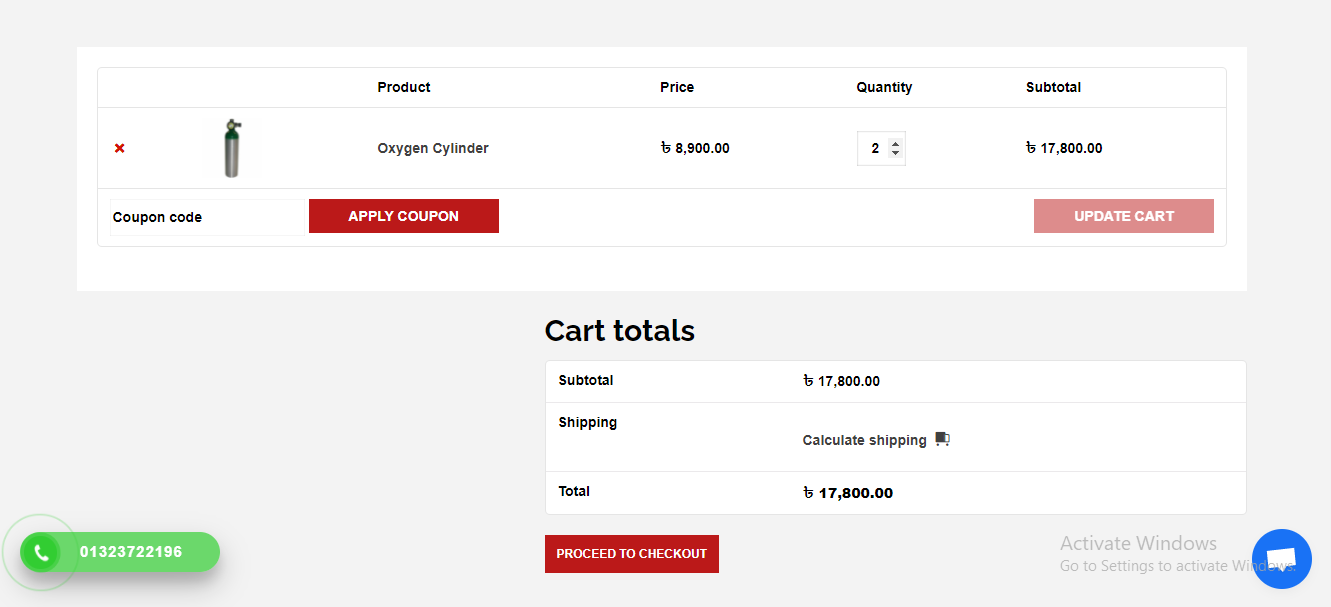 Product Price Quantity Subtotal
Oxygen Cylinder ৳ 8,900.00 2 ৳ 17,800.00
Coupon code APPLY COUPON UPDATE CART
Cart totals
Subtotal ৳ 17,800.00
Shipping
Calculate shipping
Total ৳ 17,800.00
01323722196
PROCEED TO CHECKOUT
Activate Windows
Go to Settings to activate Windows.